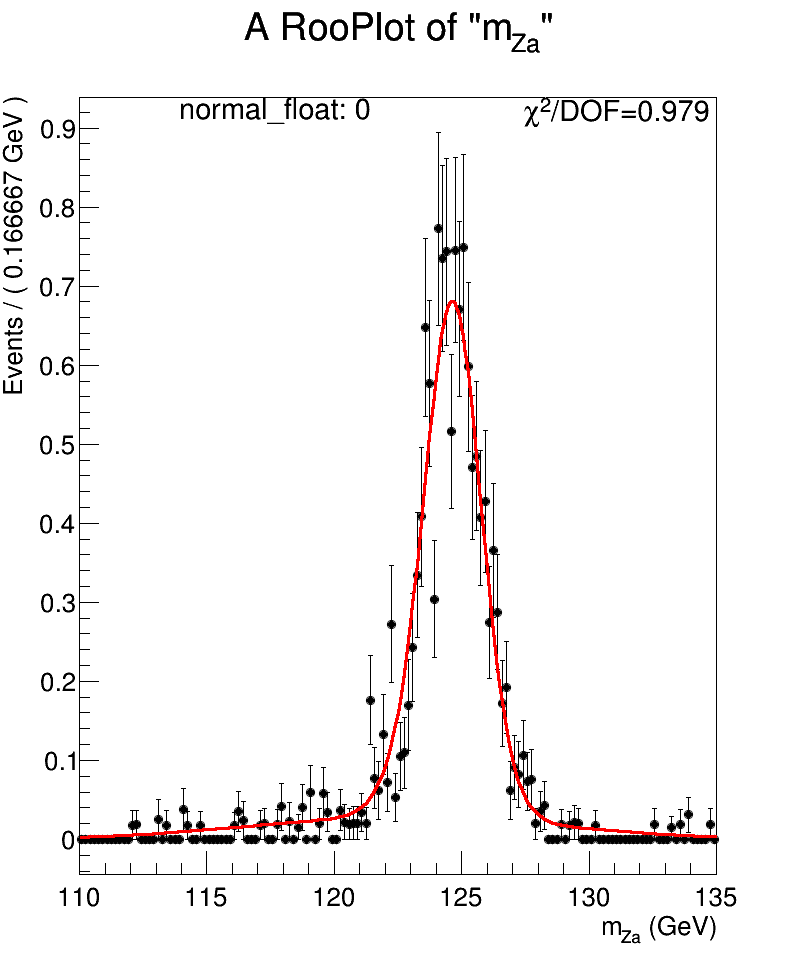 A RooPlot of "m_Za"
normal_float: 0
χ²/DOF=0.979
Events / ( 0.166667 GeV )
0.9
0.8
0.7
0.6
0.5
0.4
0.3
0.2
0.1
0
110 115 120 125 130 135
m_Za (GeV)